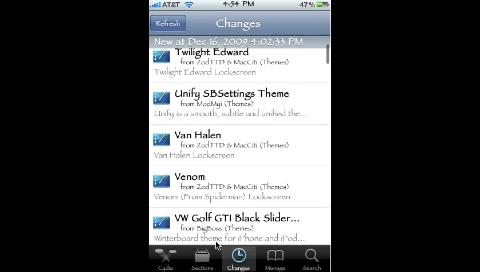 AT&T 4:54 PM 47%
Refresh Changes
New at Dec 16, 2009 4:02:33 PM
Twilight Edward
from ZodTTD & MacCiti (Themes)
Twilight Edward Lockscreen
Unify SBSettings Theme
from ModMyi (Themes)
Unify is a smooth, subtle and unified the...
Van Halen
from ZodTTD & MacCiti (Themes)
Van Halen Lockscreen
Venom
from ZodTTD & MacCiti (Themes)
Venom (From Spiderman) Lockscreen
VW Golf GTI Black Slider...
from BigBoss (Themes)
Winterboard theme for iPhone and iPod...
Cydia Sections Changes Manage Search